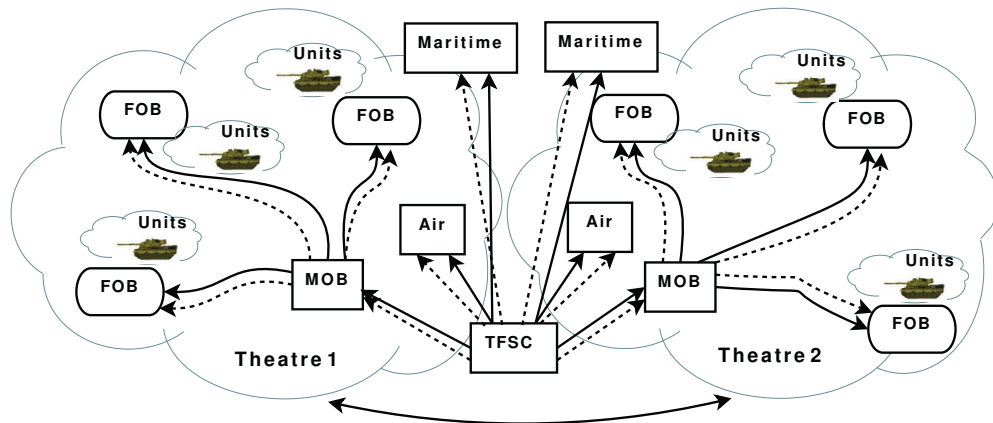 Maritime
Maritime
Units
Units
FOB
FOB
FOB
FOB
Units
Units
Units
Air
Air
FOB
MOB
MOB
Units
FOB
TFSC
Theatre 1
Theatre 2